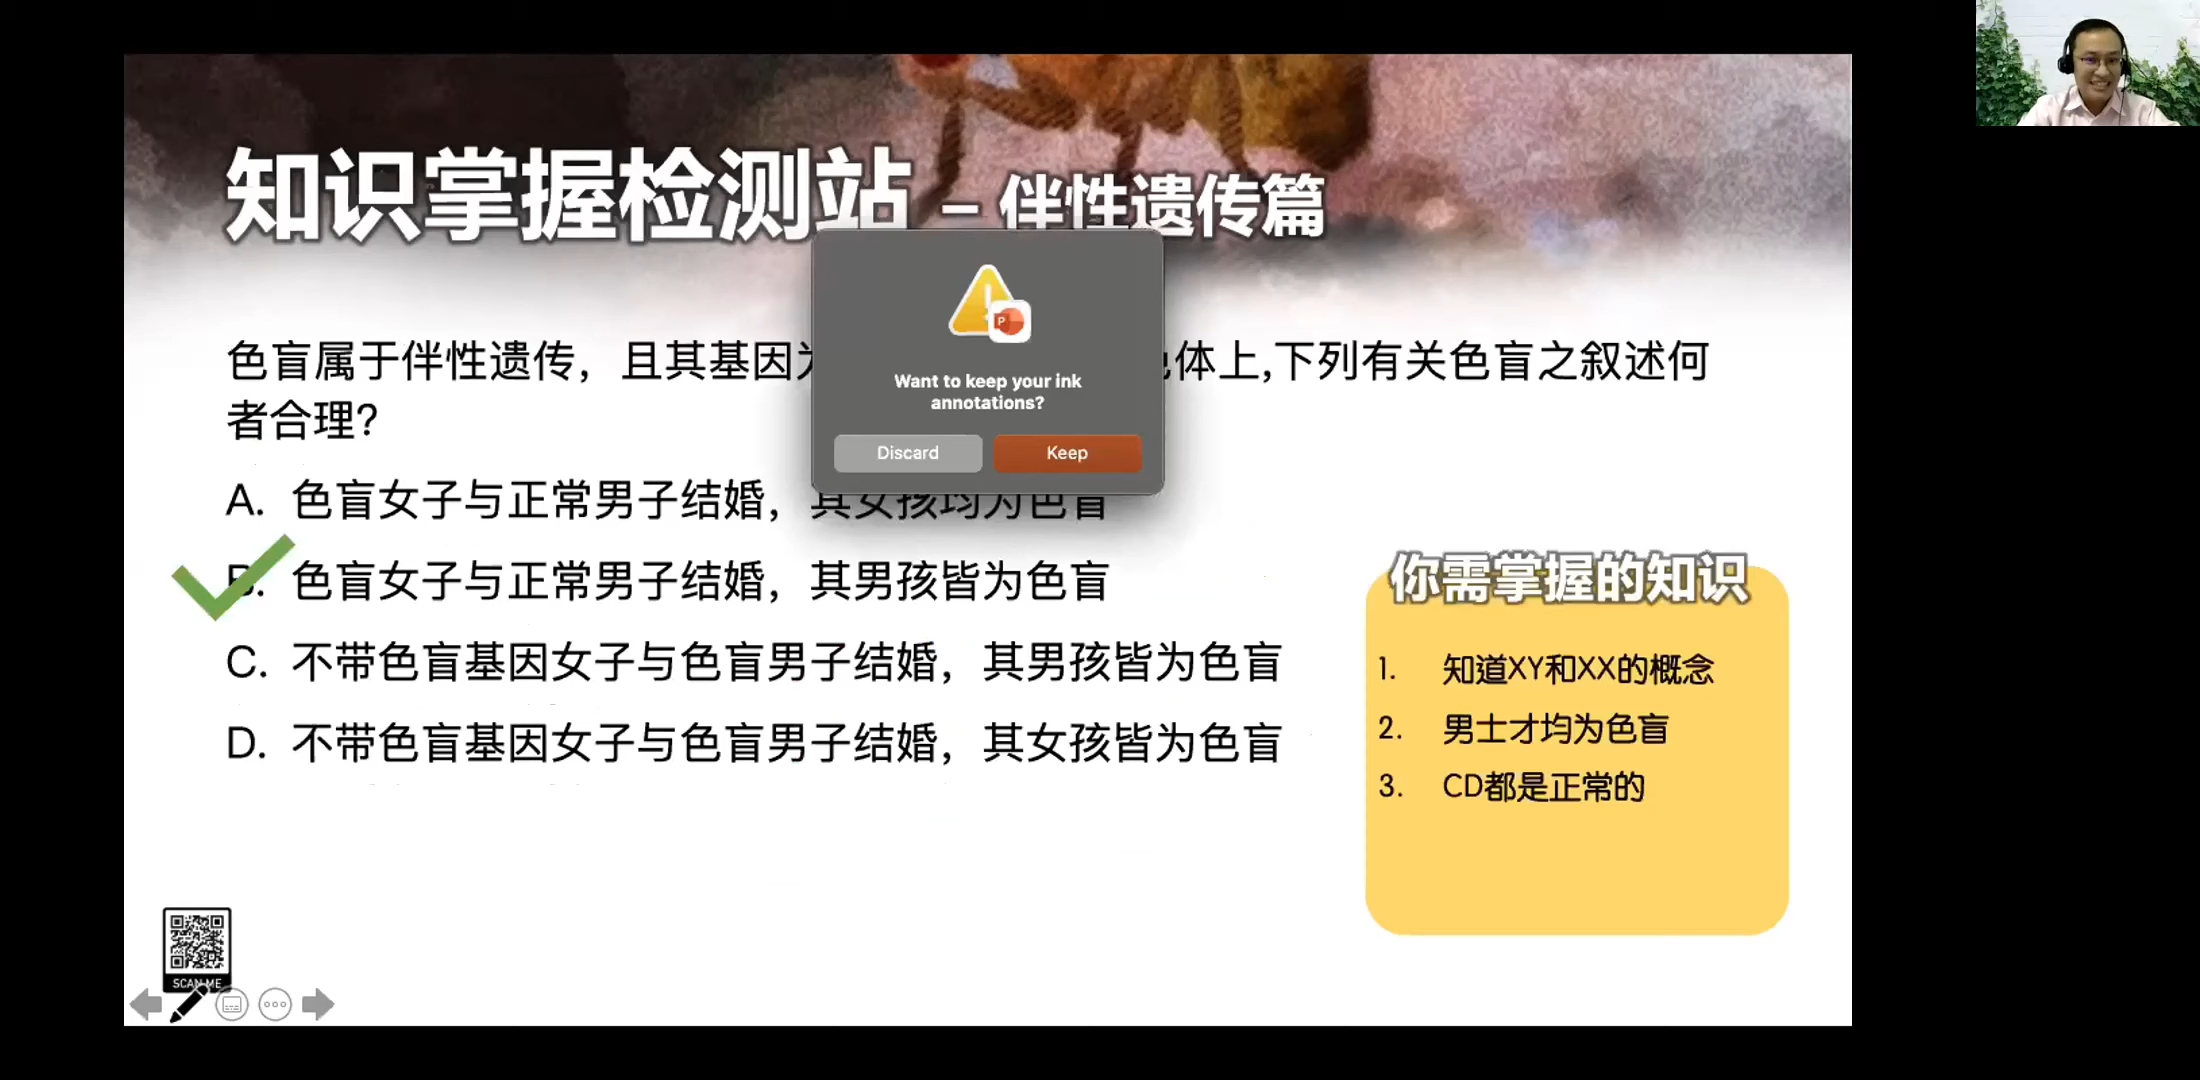 知识掌握检测站 – 伴性遗传篇
Want to keep your ink
annotations?
Discard
Keep
色盲属于伴性遗传，且其基因 体上,下列有关色盲之叙述何
者合理?
A. 色盲女子与正常男子结婚，其女孩均为色盲
B. 色盲女子与正常男子结婚，其男孩皆为色盲
C. 不带色盲基因女子与色盲男子结婚，其男孩皆为色盲
D. 不带色盲基因女子与色盲男子结婚，其女孩皆为色盲
你需掌握的知识
1. 知道XY和XX的概念
2. 男士才均为色盲
3. CD都是正常的
SCAN ME